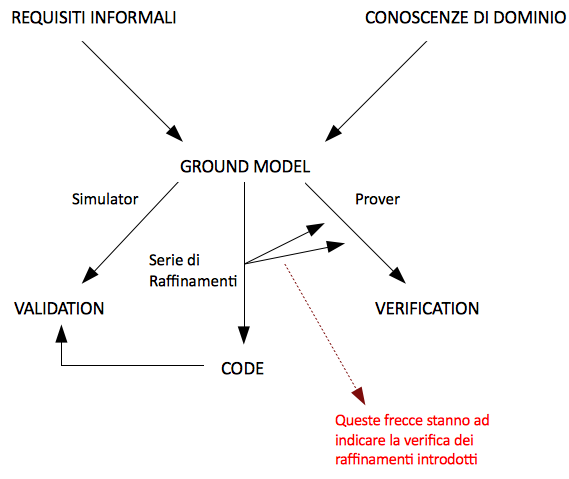 REQUISITI INFORMALI
CONOSCENZE DI DOMINIO
GROUND MODEL
Simulator
Prover
Serie di
Raffinamenti
VALIDATION
VERIFICATION
CODE
Queste frecce stanno ad
indicare la verifica dei
raffinamenti introdotti